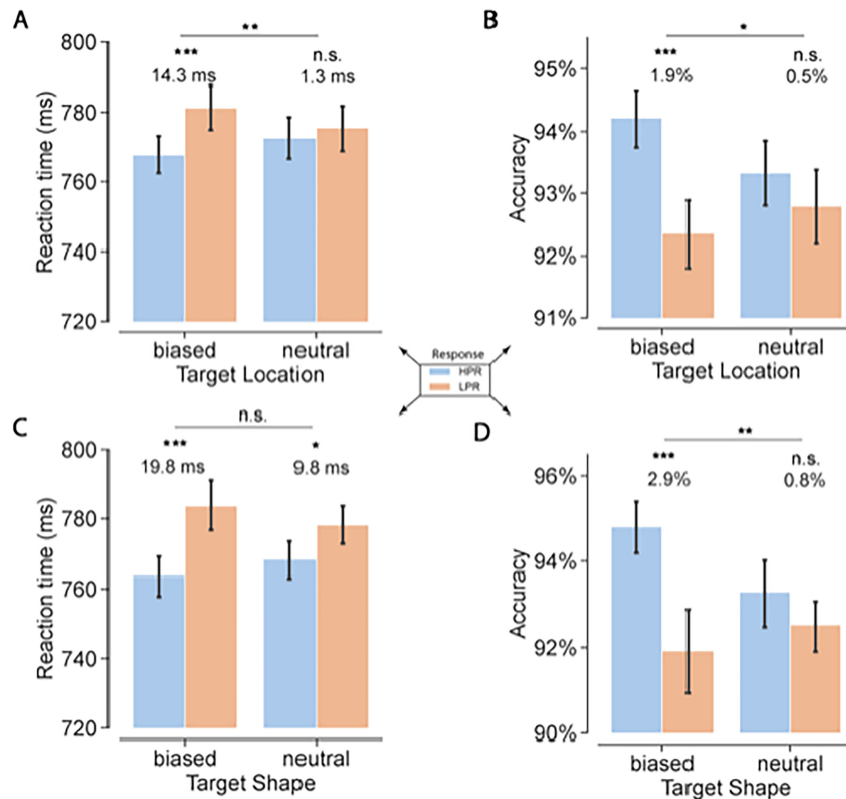 A
**
***
n.s.
14.3 ms
1.3 ms
800
780
760
740
720
Reaction time (ms)
biased
neutral
Target Location
B
*
***
n.s.
1.9%
0.5%
95%
94%
93%
92%
91%
Accuracy
biased
neutral
Target Location
Response
HPR
LPR
C
n.s.
***
*
19.8 ms
9.8 ms
800
780
760
740
720
Reaction time (ms)
biased
neutral
Target Shape
D
**
***
n.s.
2.9%
0.8%
96%
94%
92%
90%
Accuracy
biased
neutral
Target Shape